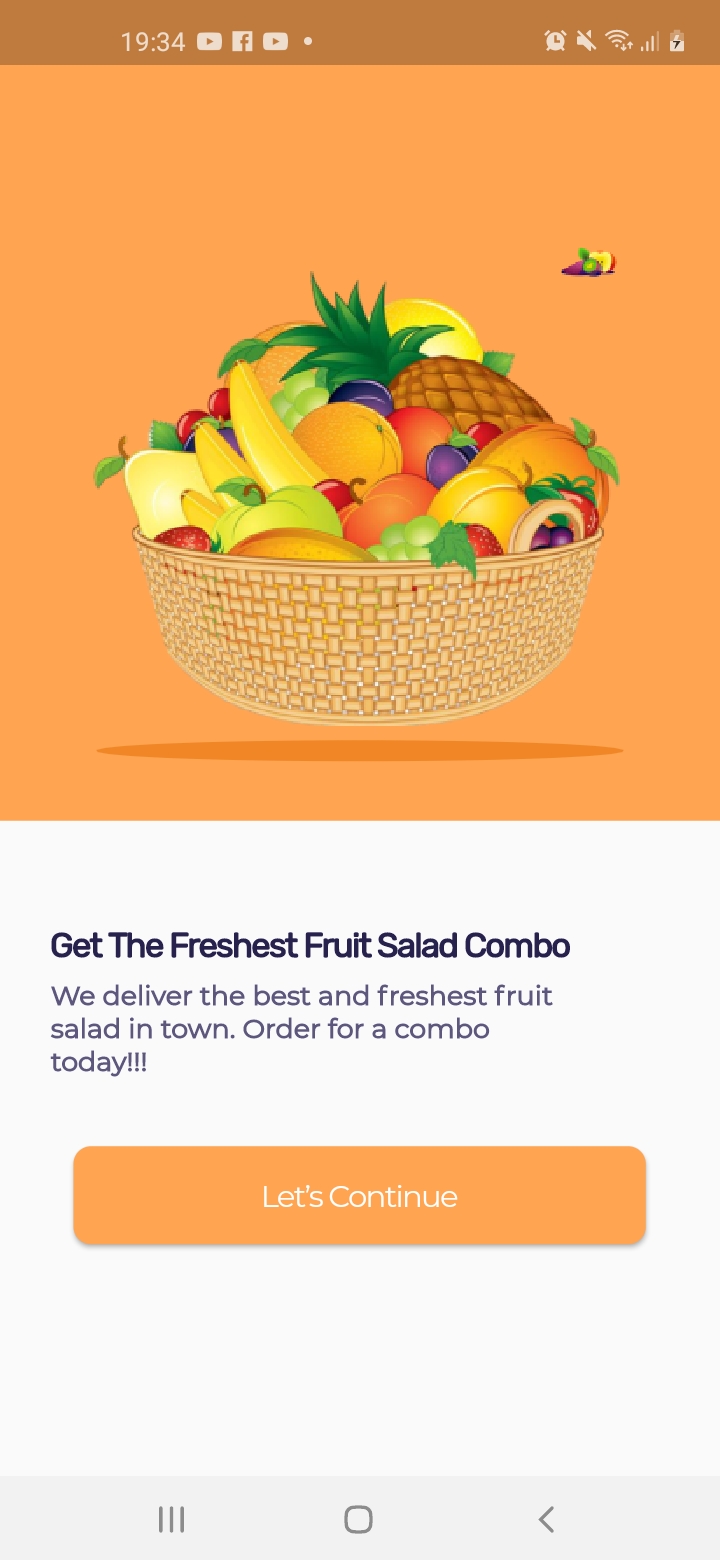 19:34
Get The Freshest Fruit Salad Combo
We deliver the best and freshest fruit
salad in town. Order for a combo
today!!!
Let's Continue